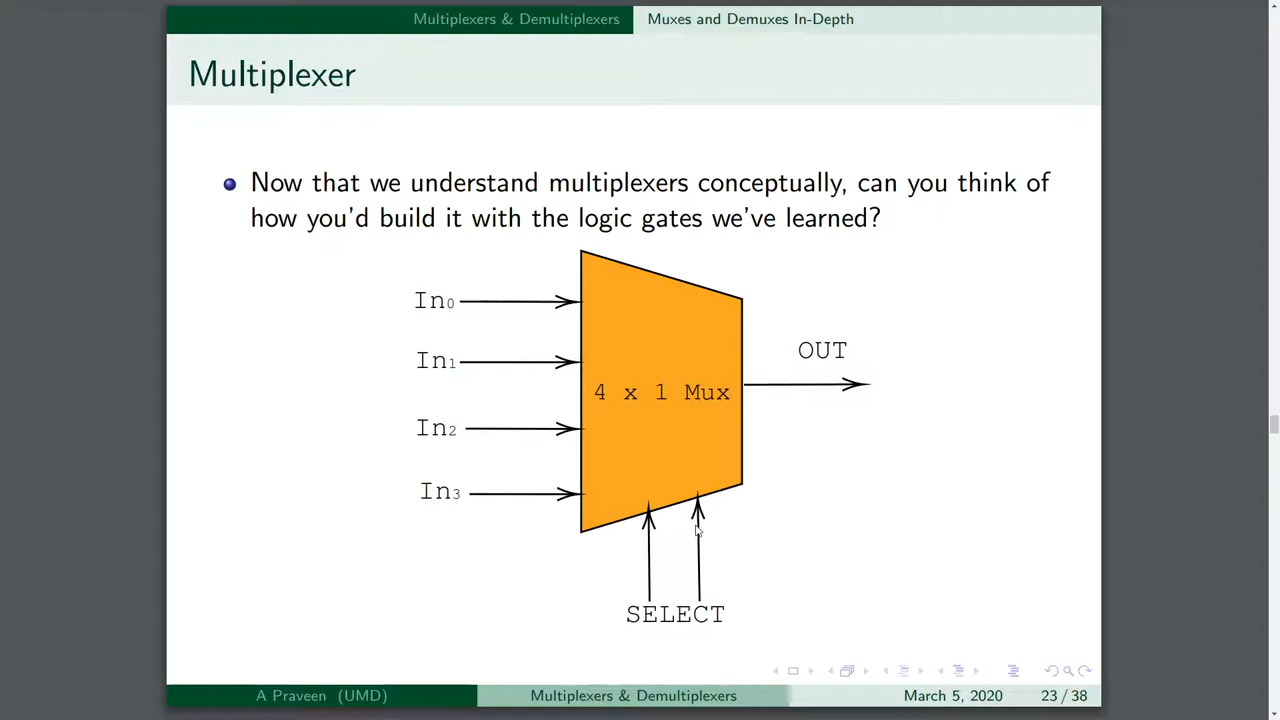 Multiplexers & Demultiplexers Muxes and Demuxes In-Depth
Multiplexer
Now that we understand multiplexers conceptually, can you think of
how you'd build it with the logic gates we've learned?
In₀
In₁
In₂
In₃
4 x 1 Mux
OUT
SELECT
A Praveen (UMD) Multiplexers & Demultiplexers March 5, 2020 23 / 38